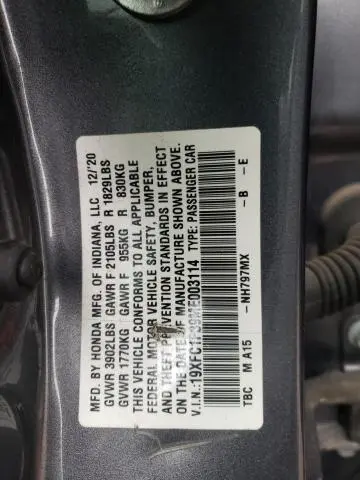 MFD. BY HONDA MFG. OF INDIANA, LLC 12/'20
GVWR 3902LBS GAWR F 2105LBS R 1829LBS
GVWR 1770KG GAWR F 955KG R 830KG
THIS VEHICLE CONFORMS TO ALL APPLICABLE
FEDERAL MOTOR VEHICLE SAFETY, BUMPER,
AND THEFT PREVENTION STANDARDS IN EFFECT
ON THE DATE OF MANUFACTURE SHOWN ABOVE.
V.I.N.: TYPE: PASSENGER CAR
TBC M A15 -NH797MX -B -E